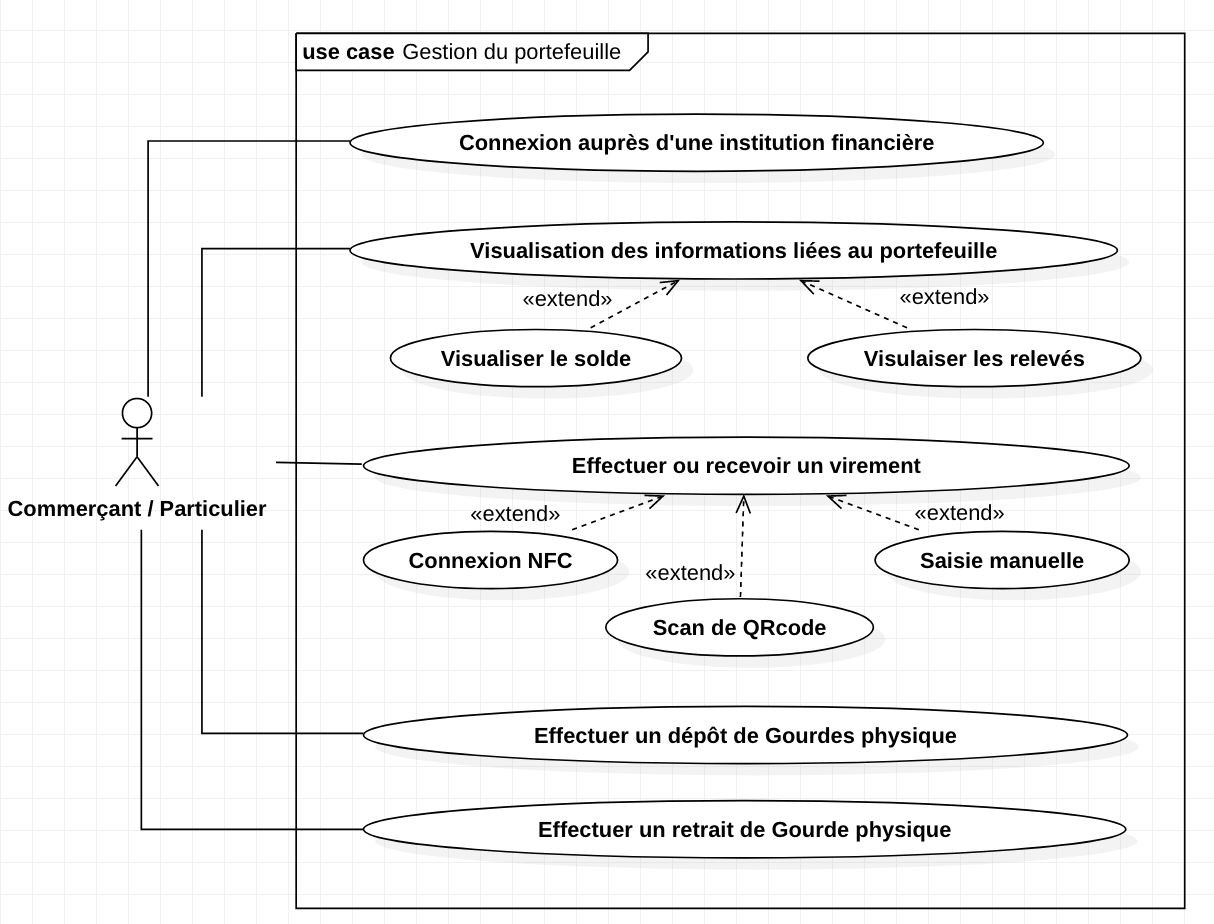 use case Gestion du portefeuille
Connexion auprès d'une institution financière
Visualisation des informations liées au portefeuille
«extend»
«extend»
Visualiser le solde
Visulaiser les relevés
Effectuer ou recevoir un virement
Commerçant / Particulier
«extend»
«extend»
Connexion NFC
Saisie manuelle
«extend»
Scan de QRcode
Effectuer un dépôt de Gourdes physique
Effectuer un retrait de Gourde physique